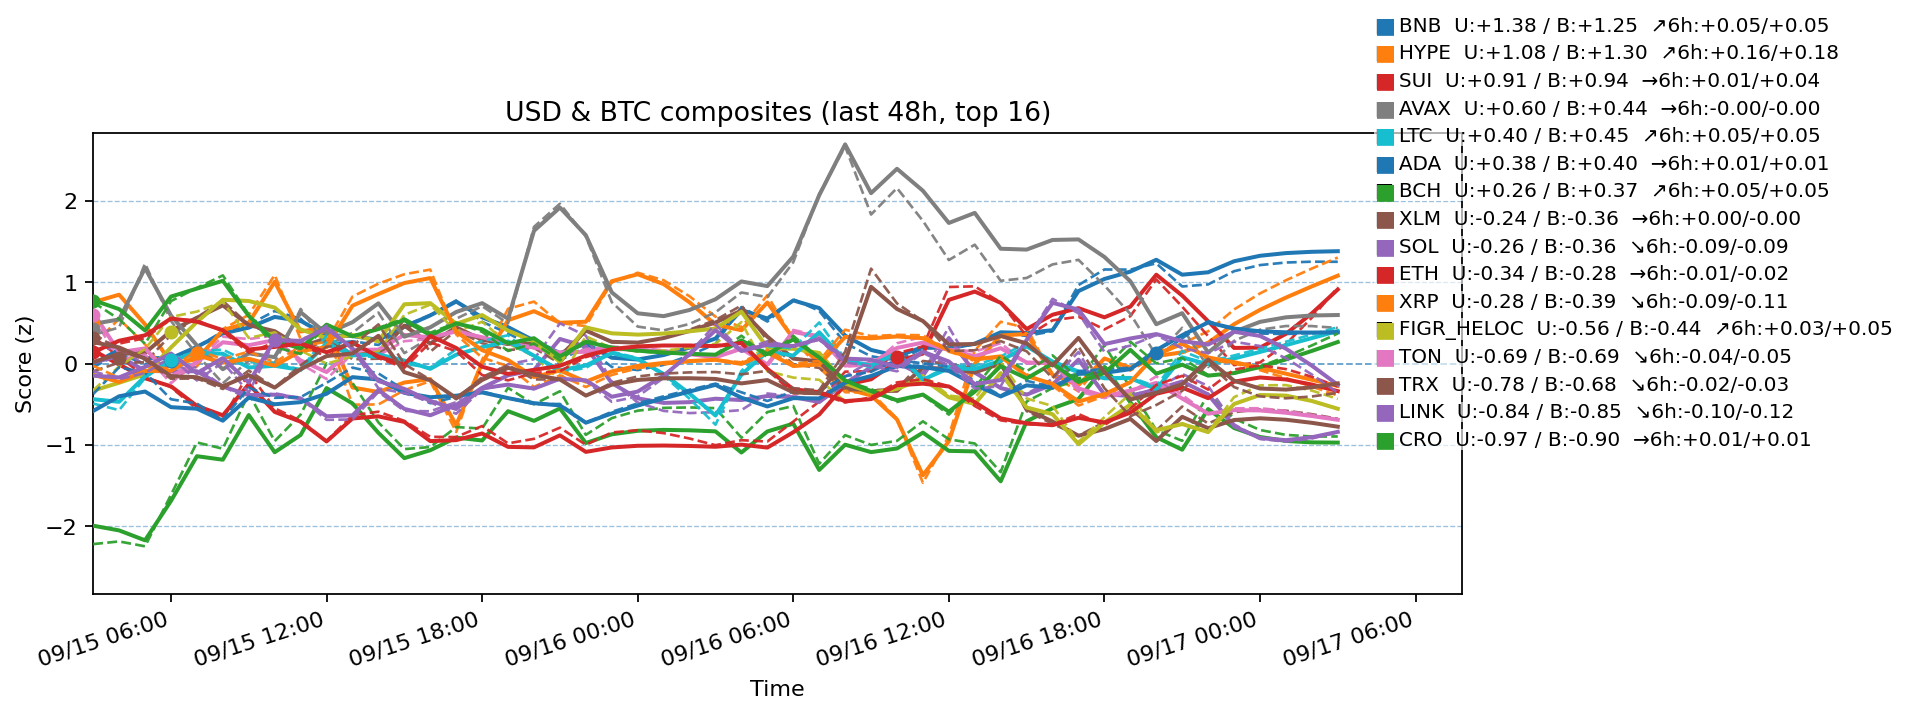 BNB U:+1.38 / B:+1.25 ↗6h:+0.05/+0.05
HYPE U:+1.08 / B:+1.30 ↗6h:+0.16/+0.18
SUI U:+0.91 / B:+0.94 →6h:+0.01/+0.04
AVAX U:+0.60 / B:+0.44 →6h:-0.00/-0.00
LTC U:+0.40 / B:+0.45 ↗6h:+0.05/+0.05
ADA U:+0.38 / B:+0.40 →6h:+0.01/+0.01
BCH U:+0.26 / B:+0.37 ↗6h:+0.05/+0.05
XLM U:-0.24 / B:-0.36 →6h:+0.00/-0.00
SOL U:-0.26 / B:-0.36 ↘6h:-0.09/-0.09
ETH U:-0.34 / B:-0.28 →6h:-0.01/-0.02
XRP U:-0.28 / B:-0.39 ↘6h:-0.09/-0.11
FIGR_HELOC U:-0.56 / B:-0.44 ↗6h:+0.03/+0.05
TON U:-0.69 / B:-0.69 ↘6h:-0.04/-0.05
TRX U:-0.78 / B:-0.68 ↘6h:-0.02/-0.03
LINK U:-0.84 / B:-0.85 ↘6h:-0.10/-0.12
CRO U:-0.97 / B:-0.90 →6h:+0.01/+0.01
USD & BTC composites (last 48h, top 16)
Score (z)
2
1
0
−1
−2
09/15 06:00
09/15 12:00
09/15 18:00
09/16 00:00
09/16 06:00
09/16 12:00
09/16 18:00
09/17 00:00
09/17 06:00
Time